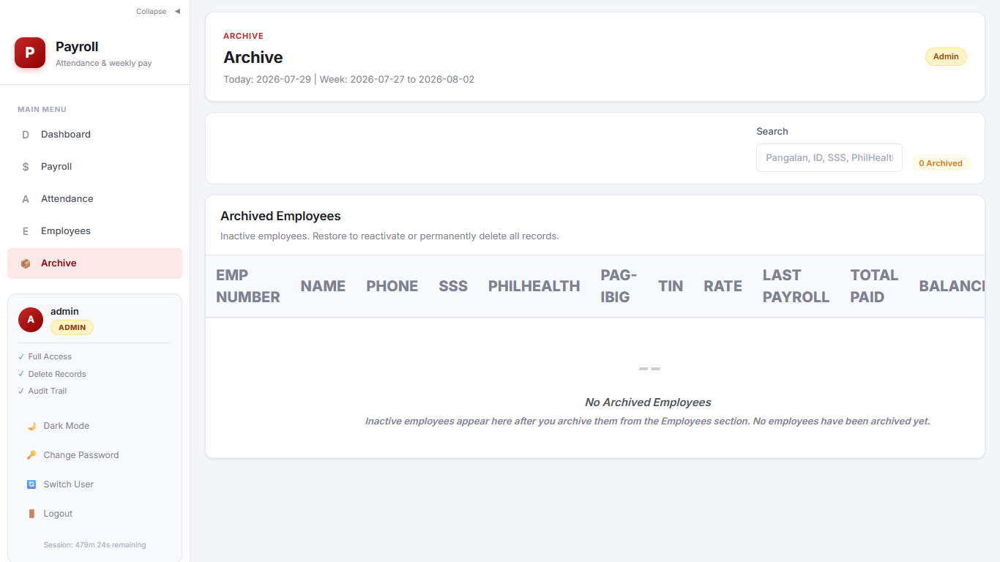 Collapse ◄
P
Payroll
Attendance & weekly pay
MAIN MENU
D Dashboard
$ Payroll
A Attendance
E Employees
Archive
A
admin
ADMIN
✓ Full Access
✓ Delete Records
✓ Audit Trail
Dark Mode
Change Password
Switch User
Logout
Session: 479m 24s remaining
ARCHIVE
Archive
Today: 2026-07-29 | Week: 2026-07-27 to 2026-08-02
Admin
Search
Pangalan, ID, SSS, PhilHealt
0 Archived
Archived Employees
Inactive employees. Restore to reactivate or permanently delete all records.
EMP NUMBER NAME PHONE SSS PHILHEALTH PAG-IBIG TIN RATE LAST PAYROLL TOTAL PAID BALANC
--
No Archived Employees
Inactive employees appear here after you archive them from the Employees section. No employees have been archived yet.